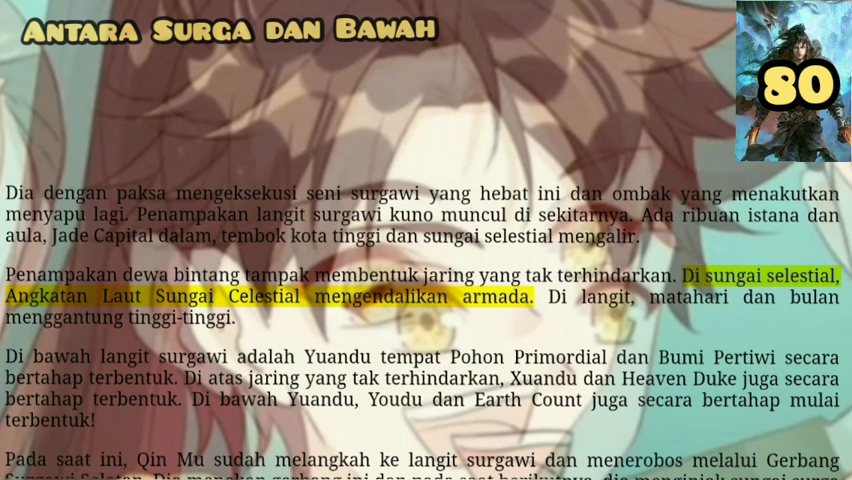 Antara Surga dan Bawah
80
Dia dengan paksa mengeksekusi seni surgawi yang hebat ini dan ombak yang menakutkan
menyapu lagi. Penampakan langit surgawi kuno muncul di sekitarnya. Ada ribuan istana dan
aula, Jade Capital dalam, tembok kota tinggi dan sungai selestial mengalir.
Penampakan dewa bintang tampak membentuk jaring yang tak terhindarkan. Di sungai selestial,
Angkatan Laut Sungai Celestial mengendalikan armada. Di langit, matahari dan bulan
menggantung tinggi-tinggi.
Di bawah langit surgawi adalah Yuandu tempat Pohon Primordial dan Bumi Pertiwi secara
bertahap terbentuk. Di atas jaring yang tak terhindarkan, Xuandu dan Heaven Duke juga secara
bertahap terbentuk. Di bawah Yuandu, Youdu dan Earth Count juga secara bertahap mulai
terbentuk!
Pada saat ini, Qin Mu sudah melangkah ke langit surgawi dan menerobos melalui Gerbang